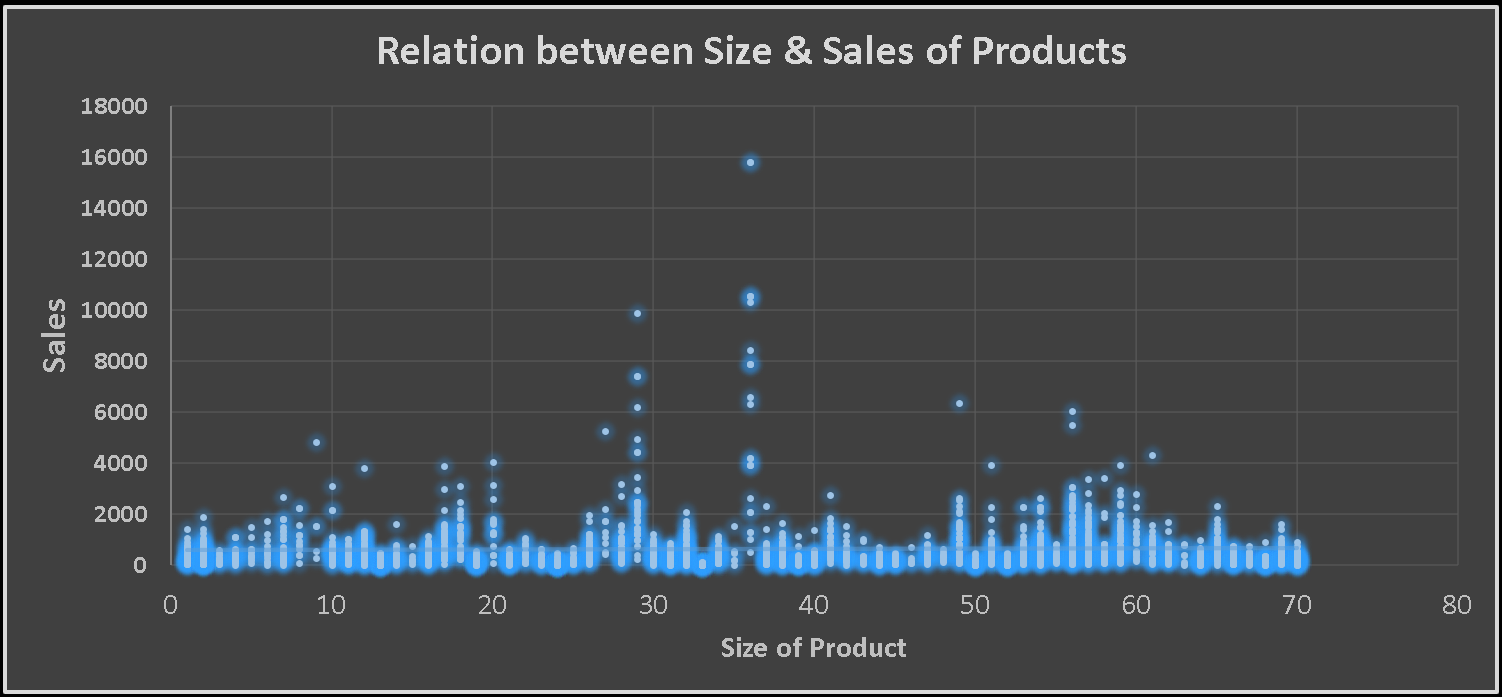 Relation between Size & Sales of Products
18000
16000
14000
12000
10000
8000
6000
4000
2000
0
Sales
0 10 20 30 40 50 60 70 80
Size of Product